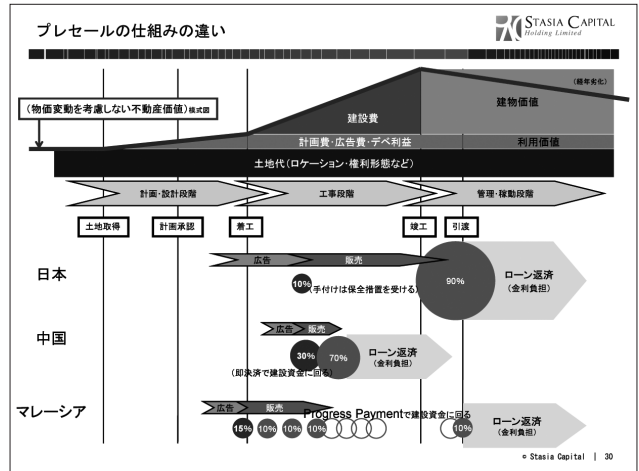 プレセールの仕組みの違い
STASIA CAPITAL
Holding Limited
(経年劣化)
(物価変動を考慮しない不動産価値)模式図
建物価値
建設費
計画費・広告費・デベ利益
利用価値
土地代(ロケーション・権利形態など)
計画・設計段階
工事段階
管理・稼動段階
土地取得
計画承認
着工
竣工
引渡
日本
広告
販売
10%
(手付けは保全措置を受ける)
90%
ローン返済
(金利負担)
中国
広告
販売
30%
70%
ローン返済
(金利負担)
(即決済で建設資金に回る)
マレーシア
広告
販売
Progress Paymentで建設資金に回る
15%
10%
10%
10%
10%
ローン返済
(金利負担)
© Stasia Capital | 30